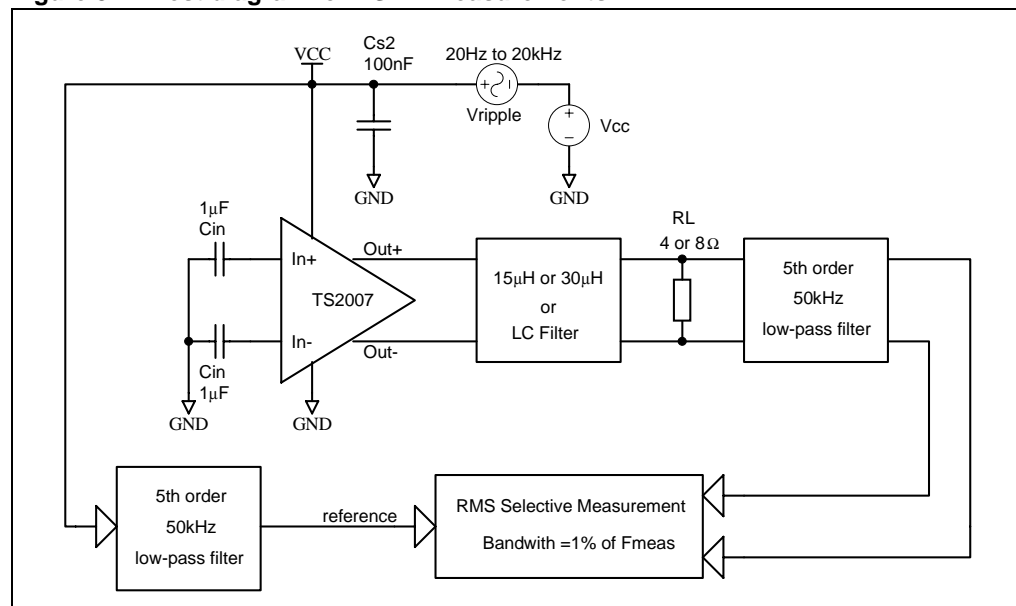 Cs2
100nF
20Hz to 20kHz
VCC
Vripple
Vcc
GND
GND
1μF
Cin
In+
Out+
TS2007
In-
Out-
Cin
1μF
GND
GND
15μH or 30μH
or
LC Filter
RL
4 or 8Ω
5th order
50kHz
low-pass filter
5th order
50kHz
low-pass filter
reference
RMS Selective Measurement
Bandwith =1% of Fmeas